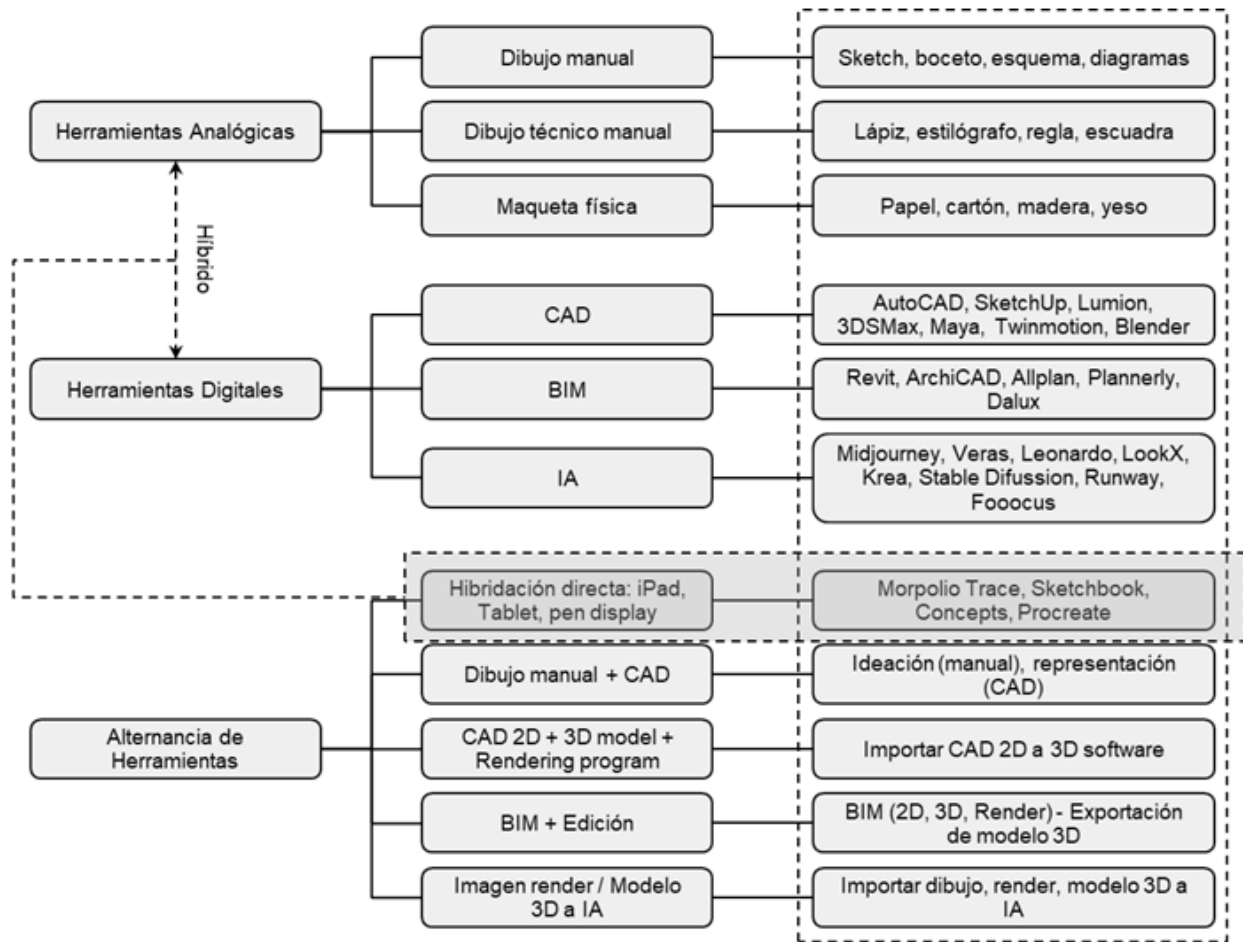 Dibujo manual
Sketch, boceto, esquema, diagramas
Herramientas Analógicas
Dibujo técnico manual
Lápiz, estilógrafo, regla, escuadra
Maqueta física
Papel, cartón, madera, yeso
Híbrido
CAD
AutoCAD, SketchUp, Lumion,
3DSMax, Maya, Twinmotion, Blender
Herramientas Digitales
BIM
Revit, ArchiCAD, Allplan, Plannerly,
Dalux
IA
Midjourney, Veras, Leonardo, LookX,
Krea, Stable Difussion, Runway,
Fooocus
Hibridación directa: iPad,
Tablet, pen display
Morpolio Trace, Sketchbook,
Concepts, Procreate
Dibujo manual + CAD
Ideación (manual), representación
(CAD)
Alternancia de
Herramientas
CAD 2D + 3D model +
Rendering program
Importar CAD 2D a 3D software
BIM + Edición
BIM (2D, 3D, Render) - Exportación
de modelo 3D
Imagen render / Modelo
3D a IA
Importar dibujo, render, modelo 3D a
IA